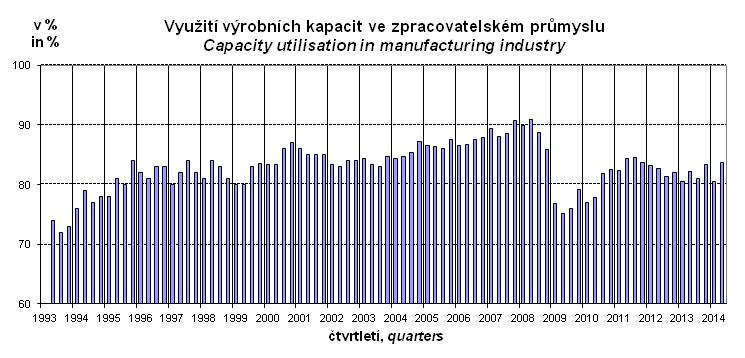 v %
in %
Využití výrobních kapacit ve zpracovatelském průmyslu
Capacity utilisation in manufacturing industry
100
90
80
70
60
1993 1994 1995 1996 1997 1998 1999 2000 2001 2002 2003 2004 2005 2006 2007 2008 2009 2010 2011 2012 2013 2014
čtvrtletí, quarters